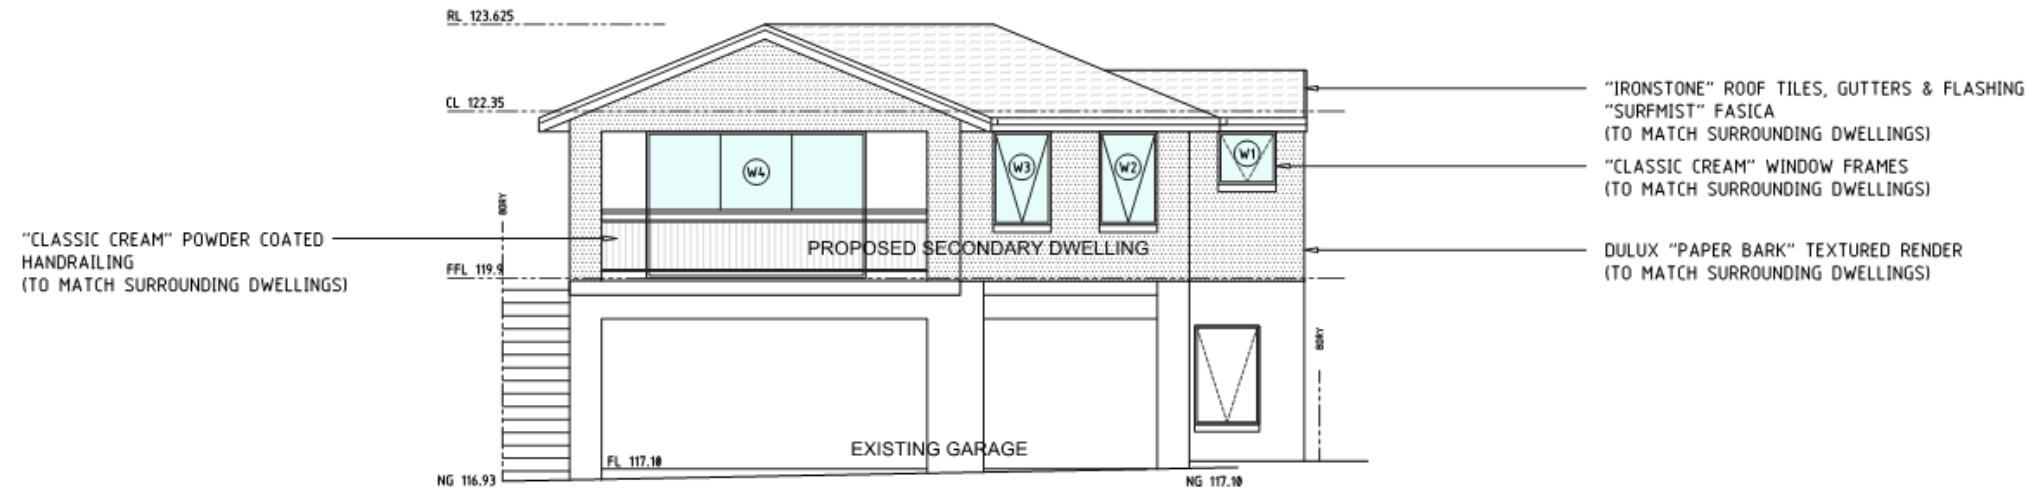 RL 123.625
CL 122.35
"IRONSTONE" ROOF TILES, GUTTERS & FLASHING
"SURFMIST" FASICA
(TO MATCH SURROUNDING DWELLINGS)
W4
W3
W2
W1
"CLASSIC CREAM" WINDOW FRAMES
(TO MATCH SURROUNDING DWELLINGS)
BDRY
"CLASSIC CREAM" POWDER COATED
HANDRAILING
(TO MATCH SURROUNDING DWELLINGS)
PROPOSED SECONDARY DWELLING
DULUX "PAPER BARK" TEXTURED RENDER
(TO MATCH SURROUNDING DWELLINGS)
FFL 119.9
BDRY
EXISTING GARAGE
FL 117.10
NG 116.93
NG 117.10